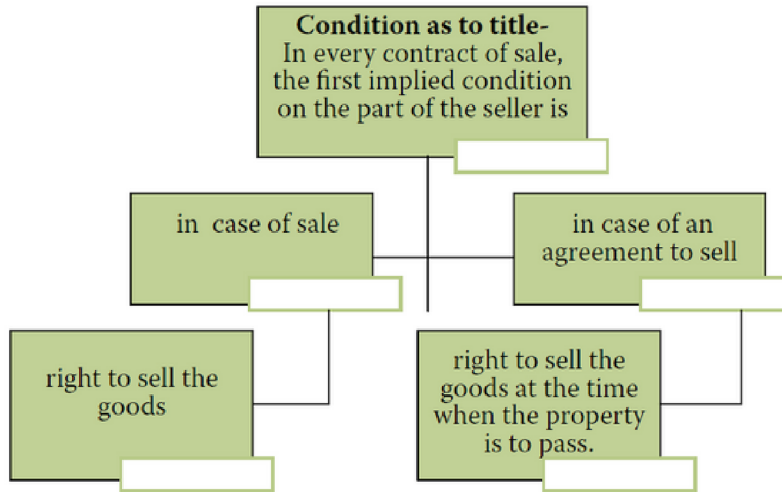 Condition as to title-
In every contract of sale,
the first implied condition
on the part of the seller is
in case of sale
in case of an
agreement to sell
right to sell the
goods
right to sell the
goods at the time
when the property
is to pass.